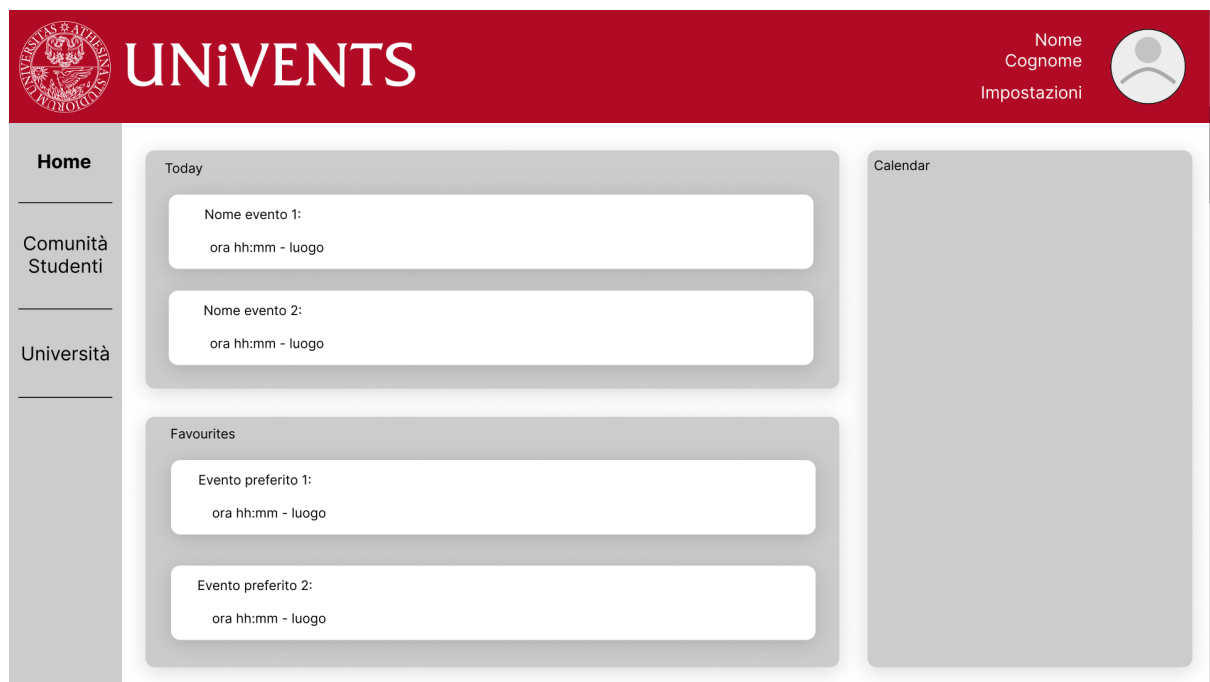 UNiVENTS
Nome
Cognome
Impostazioni
Home
Comunità
Studenti
Università
Today
Nome evento 1:
ora hh:mm - luogo
Nome evento 2:
ora hh:mm - luogo
Favourites
Evento preferito 1:
ora hh:mm - luogo
Evento preferito 2:
ora hh:mm - luogo
Calendar